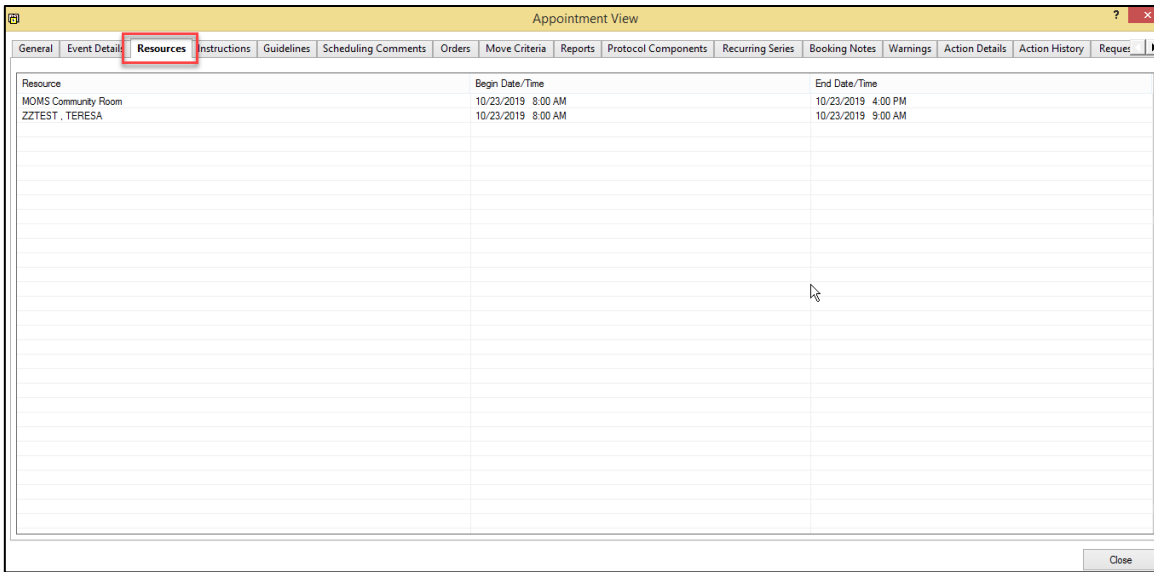 Appointment View ?
General Event Details Resources Instructions Guidelines Scheduling Comments Orders Move Criteria Reports Protocol Components Recurring Series Booking Notes Warnings Action Details Action History Reques
Resource Begin Date/Time End Date/Time
MOMS Community Room 10/23/2019 8:00 AM 10/23/2019 4:00 PM
ZZTEST , TERESA 10/23/2019 8:00 AM 10/23/2019 9:00 AM
Close